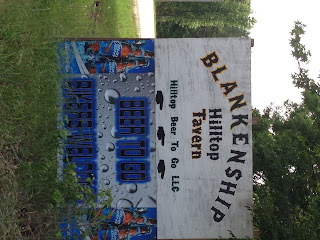 BLANKENSHIP
Hilltop
Tavern
Hilltop Beer To Go LLC
BEER TO GO